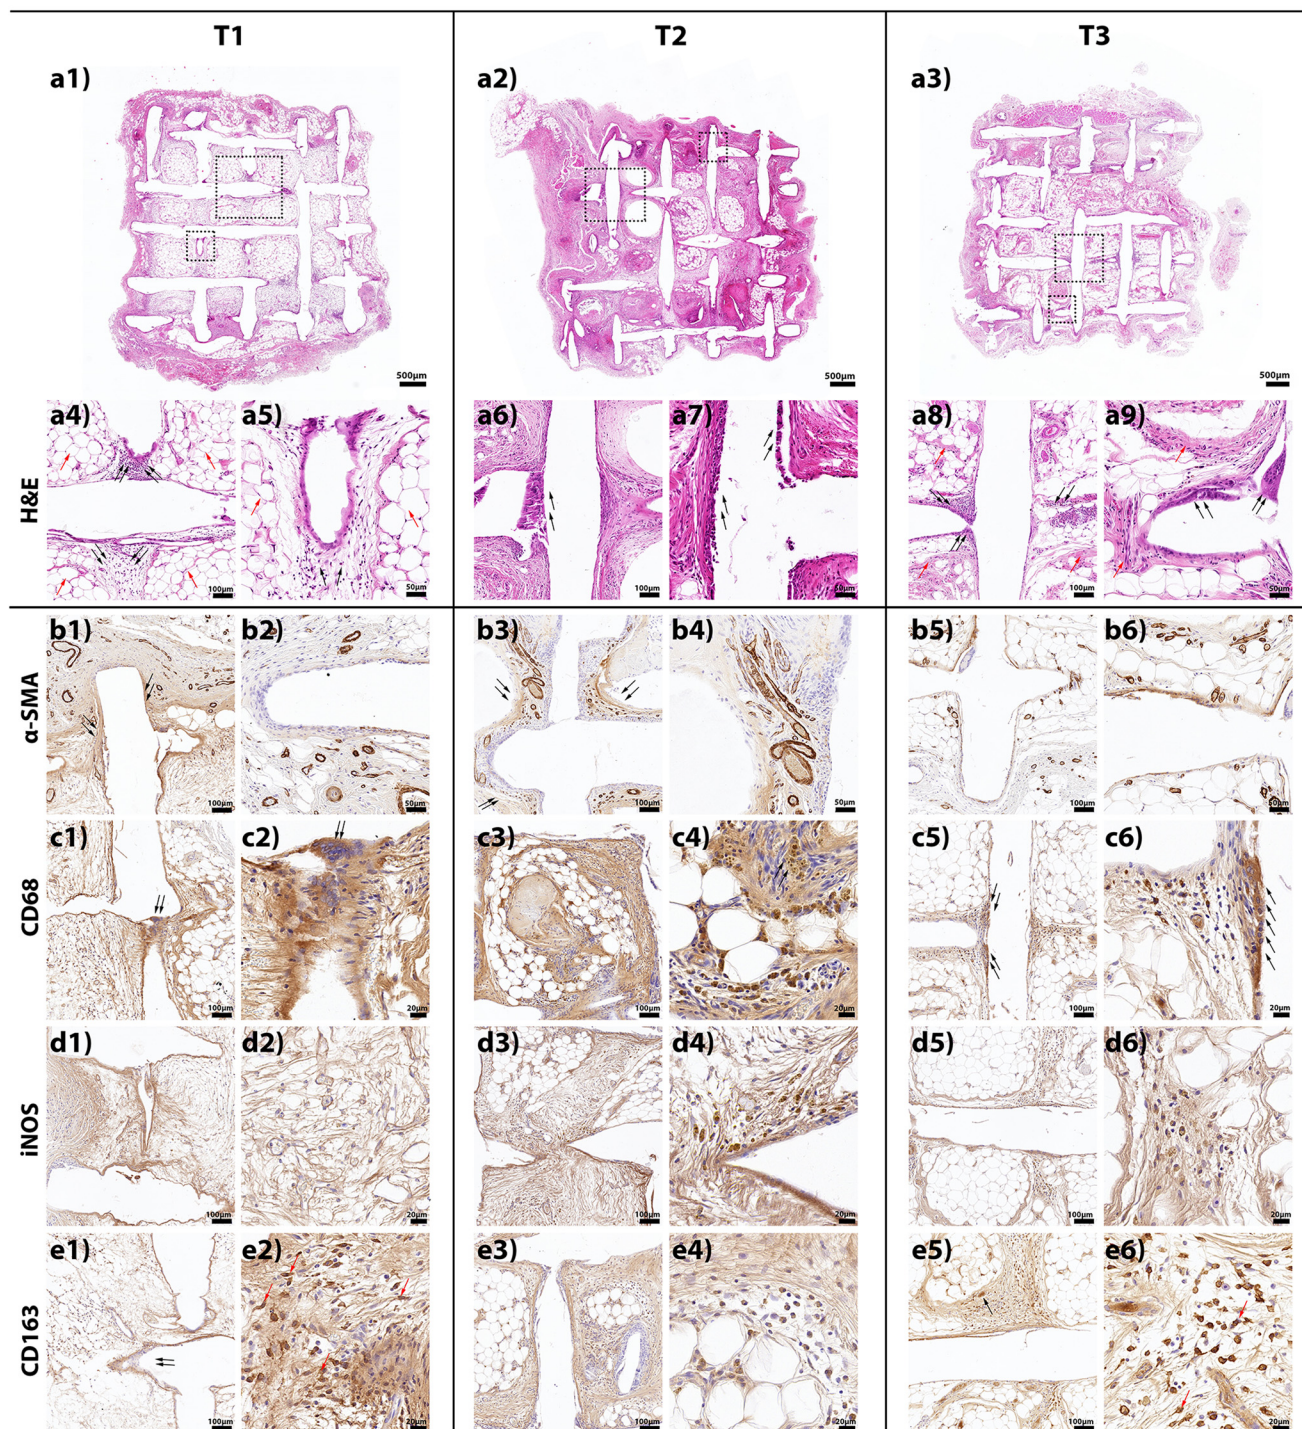 T1 T2 T3
a1) a2) a3)
500µm 500µm 500µm
H&E
a4) a5) a6) a7) a8) a9)
100µm 50µm 100µm 50µm 100µm 50µm
α-SMA
b1) b2) b3) b4) b5) b6)
100µm 50µm 100µm 50µm 100µm 50µm
CD68
c1) c2) c3) c4) c5) c6)
100µm 20µm 100µm 20µm 100µm 20µm
iNOS
d1) d2) d3) d4) d5) d6)
100µm 20µm 100µm 20µm 100µm 20µm
CD163
e1) e2) e3) e4) e5) e6)
100µm 20µm 100µm 20µm 100µm 20µm